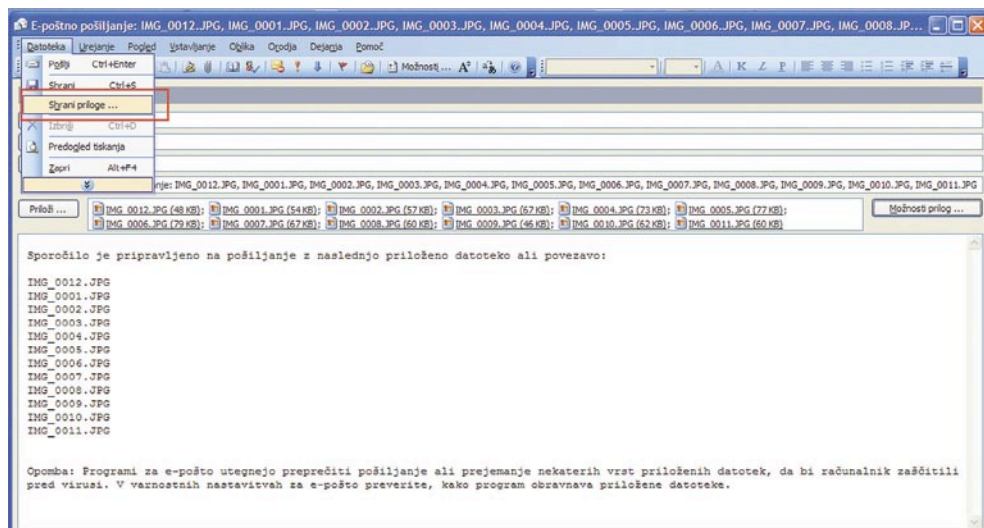 E-poštno pošiljanje: IMG_0012.JPG, IMG_0001.JPG, IMG_0002.JPG, IMG_0003.JPG, IMG_0004.JPG, IMG_0005.JPG, IMG_0006.JPG, IMG_0007.JPG, IMG_0008.JP...
Datoteka Urejanje Pogled Vstavljanje Oblika Orodja Dejanja Pomoč
Pošlji Ctrl+Enter
Možnosti ...
A K L P
Shrani Ctrl+S
Shrani priloge ...
Izbriši Ctrl+D
Predogled tiskanja
Zapri Alt+F4
nje: IMG_0012.JPG, IMG_0001.JPG, IMG_0002.JPG, IMG_0003.JPG, IMG_0004.JPG, IMG_0005.JPG, IMG_0006.JPG, IMG_0007.JPG, IMG_0008.JPG, IMG_0009.JPG, IMG_0010.JPG, IMG_0011.JPG
Priloži ...
IMG_0012.JPG (48 KB); IMG_0001.JPG (54 KB); IMG_0002.JPG (57 KB); IMG_0003.JPG (67 KB); IMG_0004.JPG (73 KB); IMG_0005.JPG (77 KB);
Možnosti prilog ...
IMG_0006.JPG (79 KB); IMG_0007.JPG (67 KB); IMG_0008.JPG (60 KB); IMG_0009.JPG (46 KB); IMG_0010.JPG (62 KB); IMG_0011.JPG (60 KB)
Sporočilo je pripravljeno na pošiljanje z naslednjo priloženo datoteko ali povezavo:
IMG_0012.JPG
IMG_0001.JPG
IMG_0002.JPG
IMG_0003.JPG
IMG_0004.JPG
IMG_0005.JPG
IMG_0006.JPG
IMG_0007.JPG
IMG_0008.JPG
IMG_0009.JPG
IMG_0010.JPG
IMG_0011.JPG
Opomba: Programi za e-pošto utegnejo preprečiti pošiljanje ali prejemanje nekaterih vrst priloženih datotek, da bi računalnik zaščitili
pred virusi. V varnostnih nastavitvah za e-pošto preverite, kako program obravnava priložene datoteke.